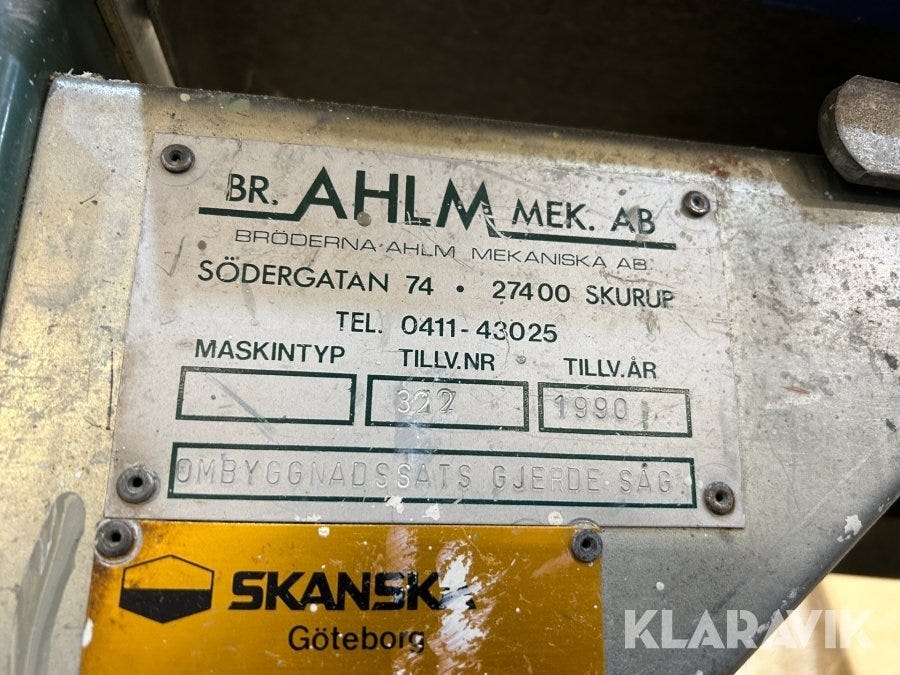 BR. AHLM MEK. AB
BRÖDERNA AHLM MEKANISKA AB
SÖDERGATAN 74 • 27400 SKURUP
TEL. 0411-43025
MASKINTYP TILLV.NR TILLV.ÅR
1990
OMBYGGNADSSATS GJERDE SÅG
SKANSKA
Göteborg
KLARAVIK